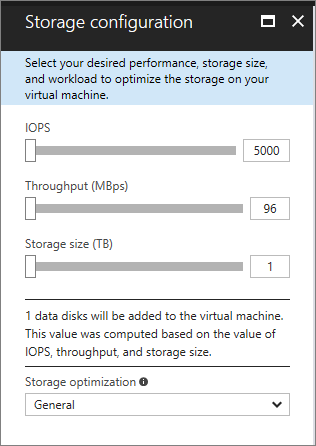 Storage configuration
Select your desired performance, storage size,
and workload to optimize the storage on your
virtual machine.
IOPS
5000
Throughput (MBps)
96
Storage size (TB)
1
1 data disks will be added to the virtual machine.
This value was computed based on the value of
IOPS, throughput, and storage size.
Storage optimization
General